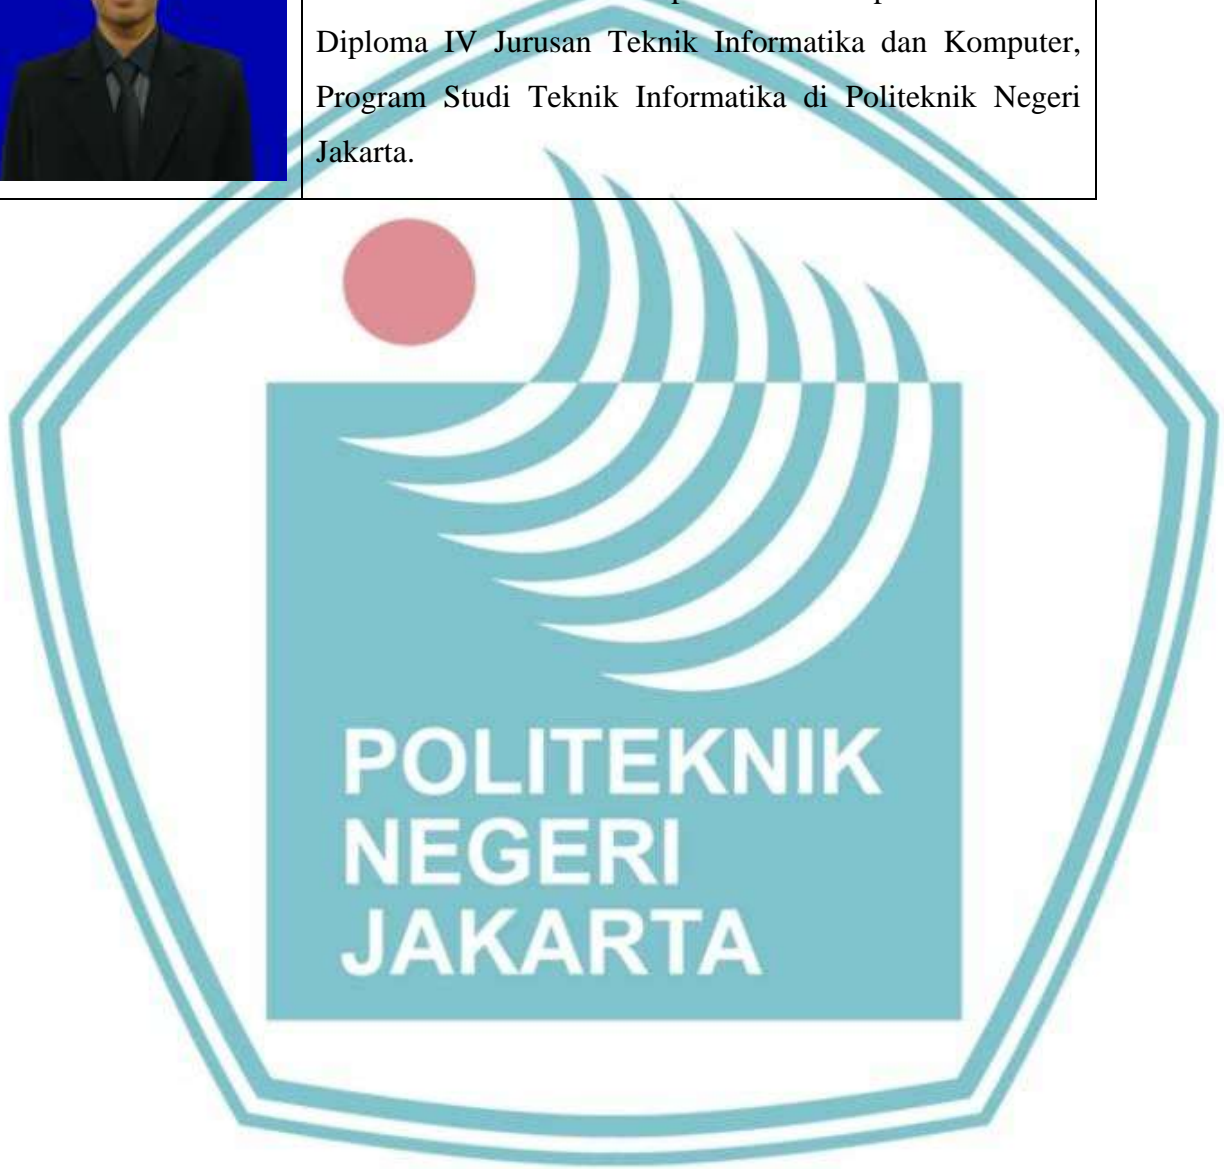 Diploma IV Jurusan Teknik Informatika dan Komputer,
Program Studi Teknik Informatika di Politeknik Negeri
Jakarta.
POLITEKNIK
NEGERI
JAKARTA